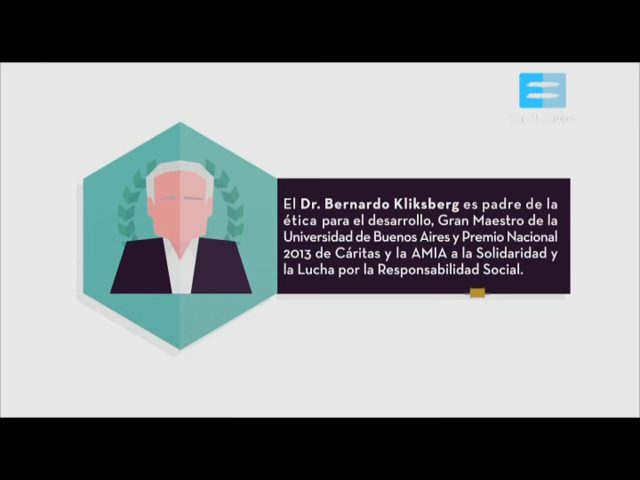 El Dr. Bernardo Kliksberg es padre de la
ética para el desarrollo, Gran Maestro de la
Universidad de Buenos Aires y Premio Nacional
2013 de Cáritas y la AMIA a la Solidaridad y
la Lucha por la Responsabilidad Social.